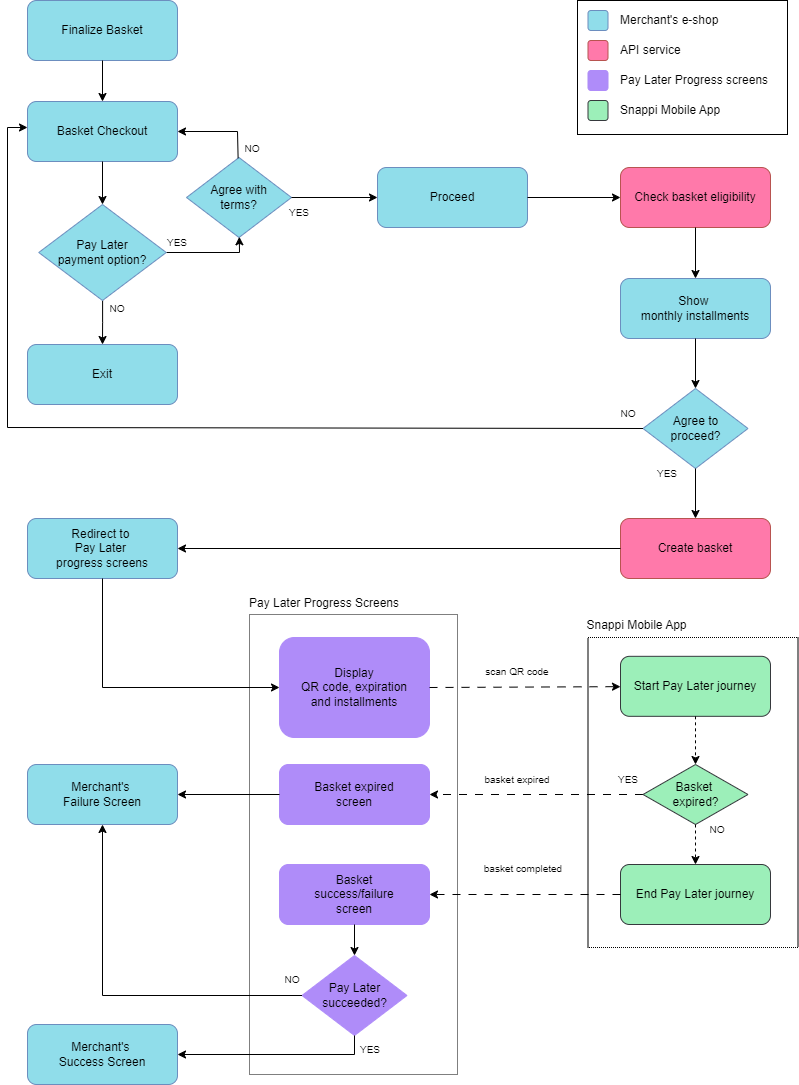 Finalize Basket
Merchant's e-shop
API service
Pay Later Progress screens
Snappi Mobile App
Basket Checkout
NO
Agree with
terms?
YES
Proceed
Check basket eligibility
Pay Later
payment option?
YES
NO
Exit
Show
monthly installments
NO
Agree to
proceed?
YES
Create basket
Redirect to
Pay Later
progress screens
Pay Later Progress Screens
Snappi Mobile App
Display
QR code, expiration
and installments
scan QR code
Start Pay Later journey
Merchant's
Failure Screen
Basket expired
screen
basket expired
YES
Basket
expired?
NO
Basket
success/failure
screen
basket completed
End Pay Later journey
NO
Pay Later
succeeded?
YES
Merchant's
Success Screen